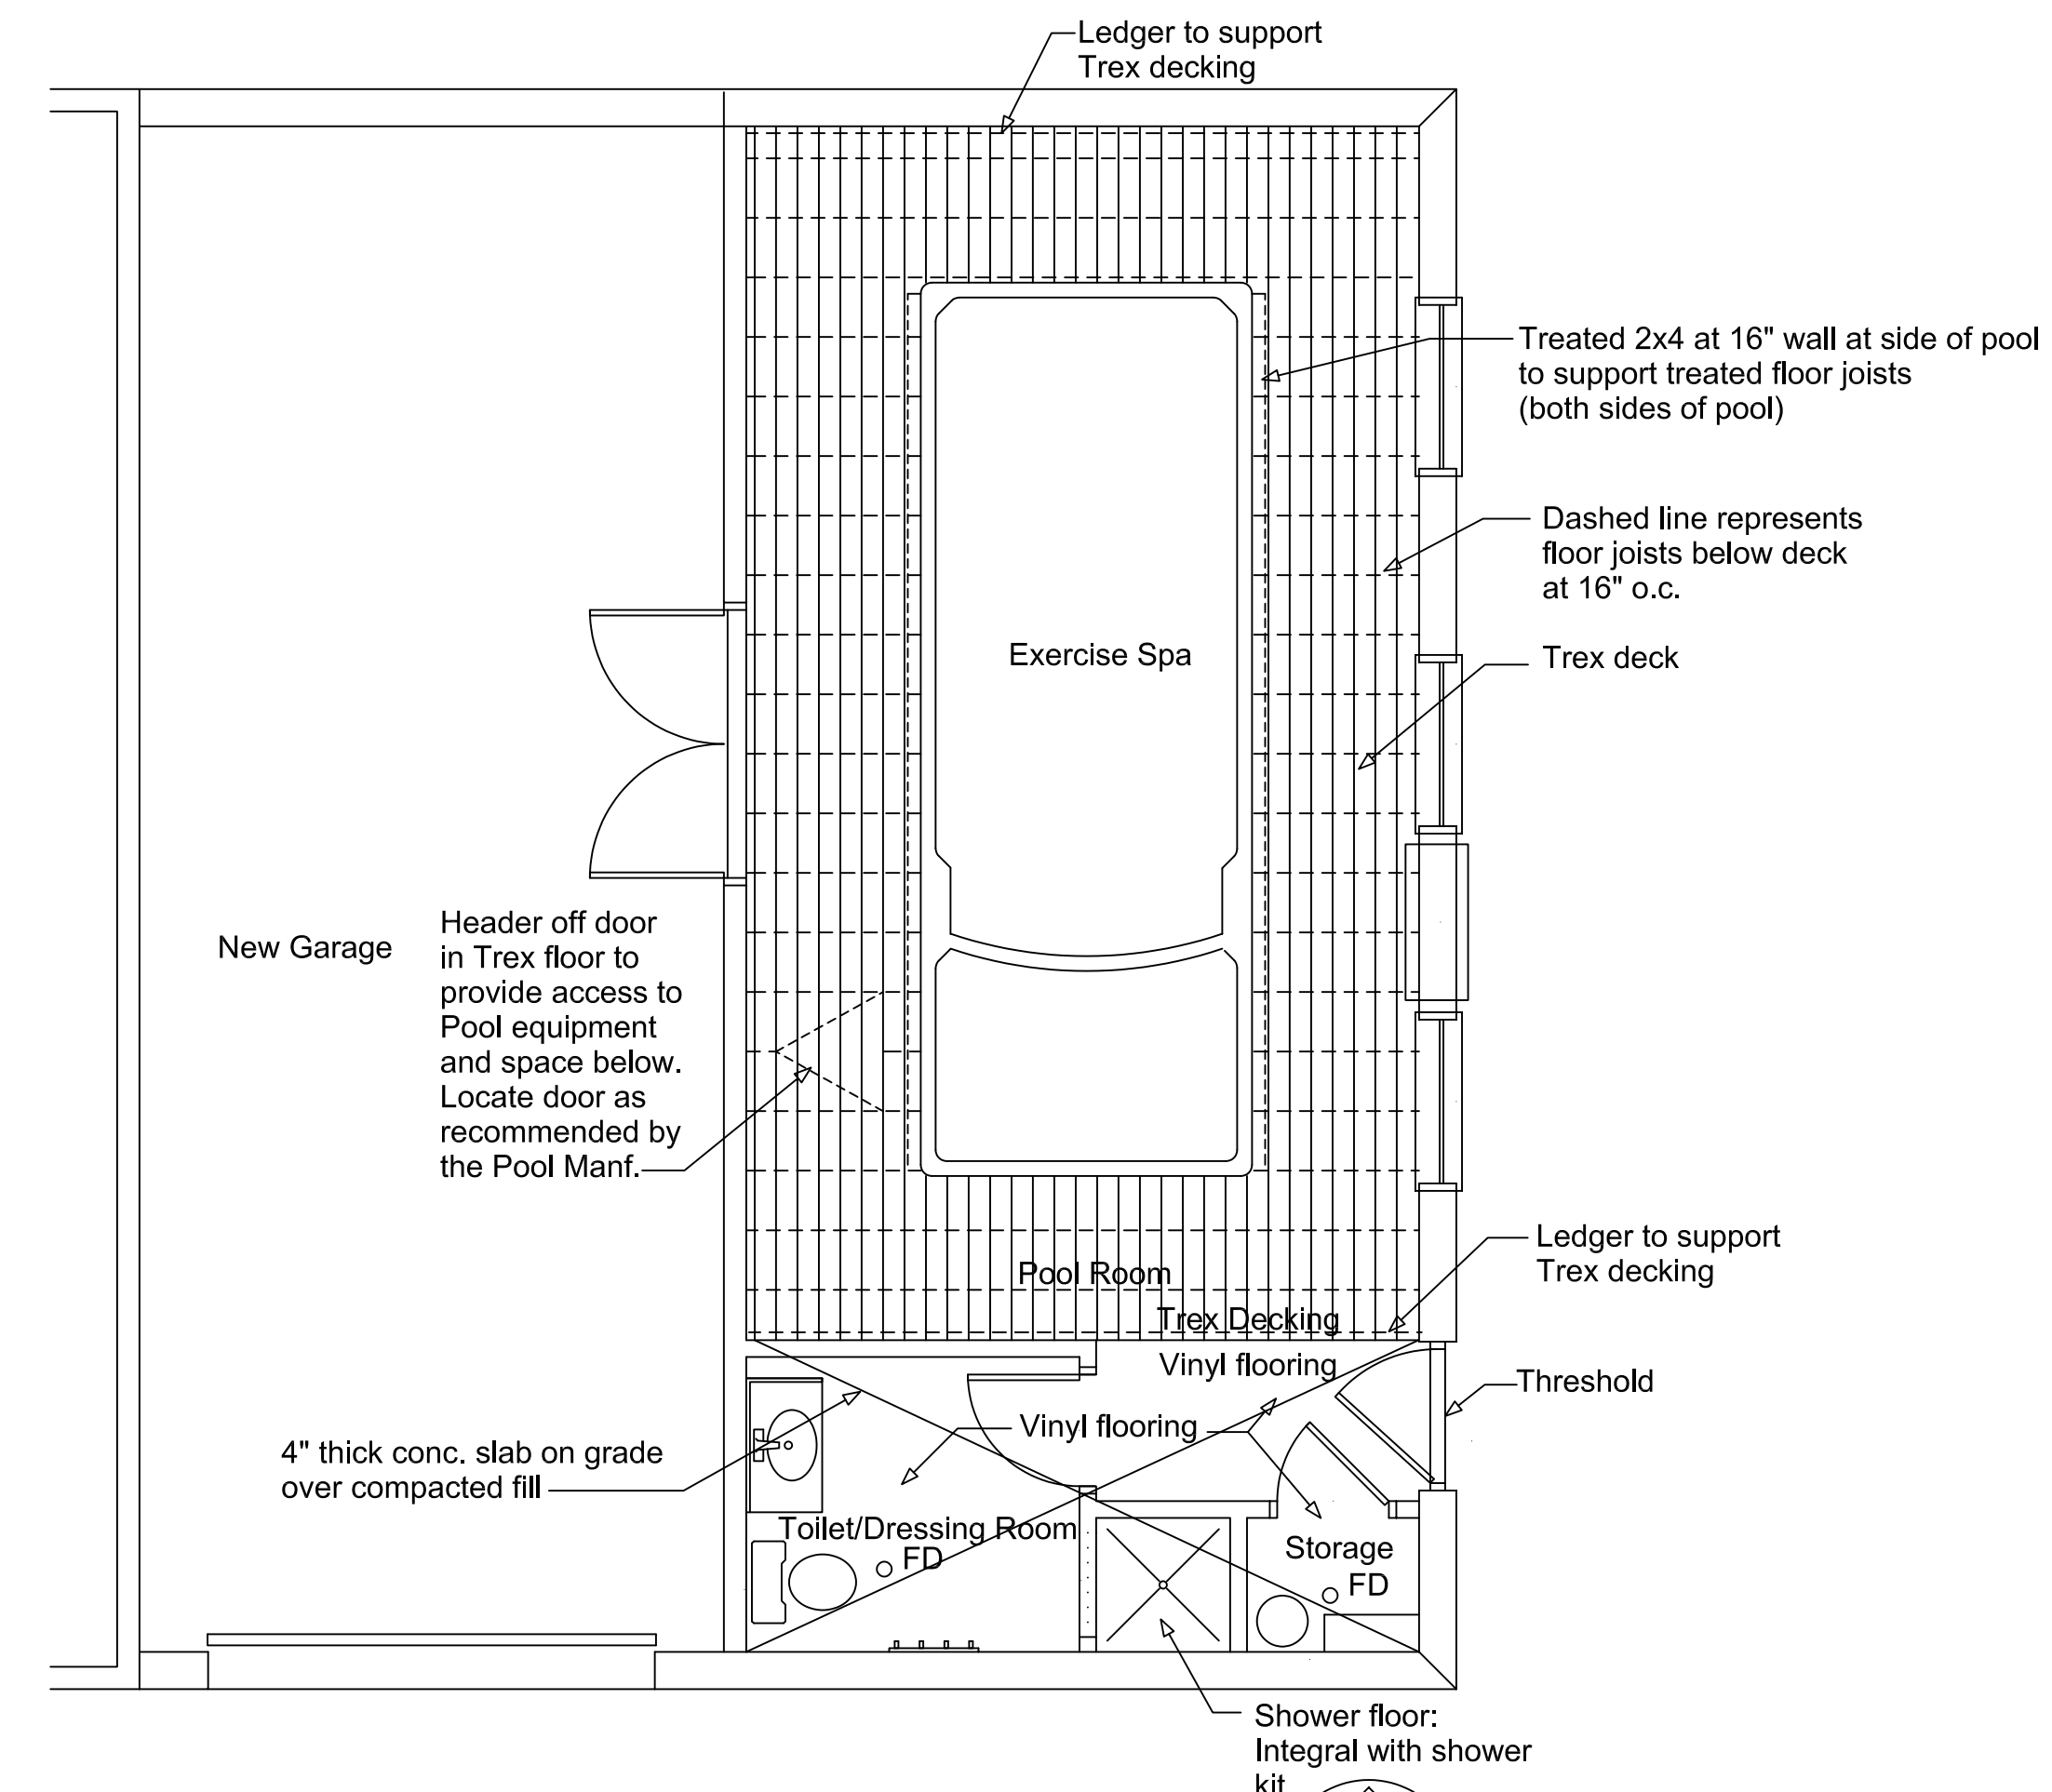 Ledger to support
Trex decking
Treated 2x4 at 16" wall at side of pool
to support treated floor joists
(both sides of pool)
Dashed line represents
floor joists below deck
at 16" o.c.
Exercise Spa
Trex deck
New Garage
Header off door
in Trex floor to
provide access to
Pool equipment
and space below.
Locate door as
recommended by
the Pool Manf.
Ledger to support
Trex decking
Pool Room
Trex Decking
Vinyl flooring
Threshold
Vinyl flooring
4" thick conc. slab on grade
over compacted fill
Toilet/Dressing Room
FD
Storage
FD
Shower floor:
Integral with shower
kit